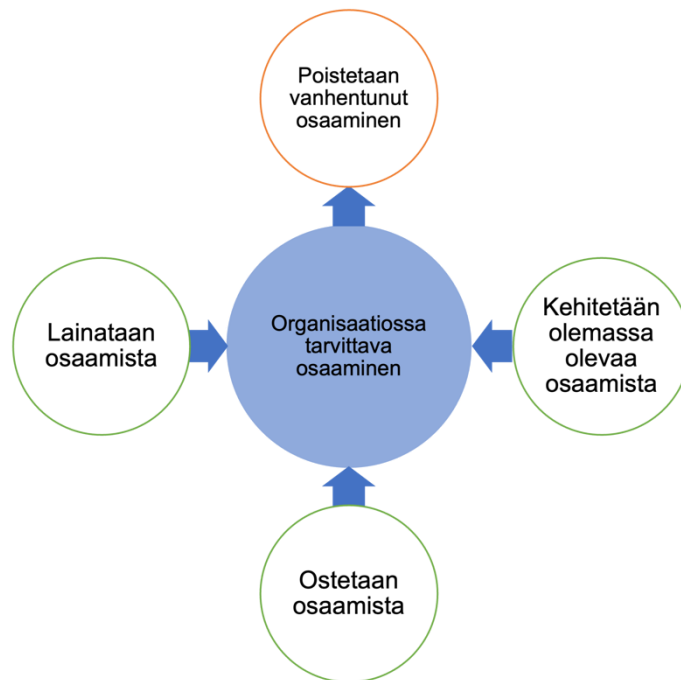 Poistetaan
vanhentunut
osaaminen
Lainataan
osaamista
Organisaatiossa
tarvittava
osaaminen
Kehitetään
olemassa
olevaa
osaamista
Ostetaan
osaamista